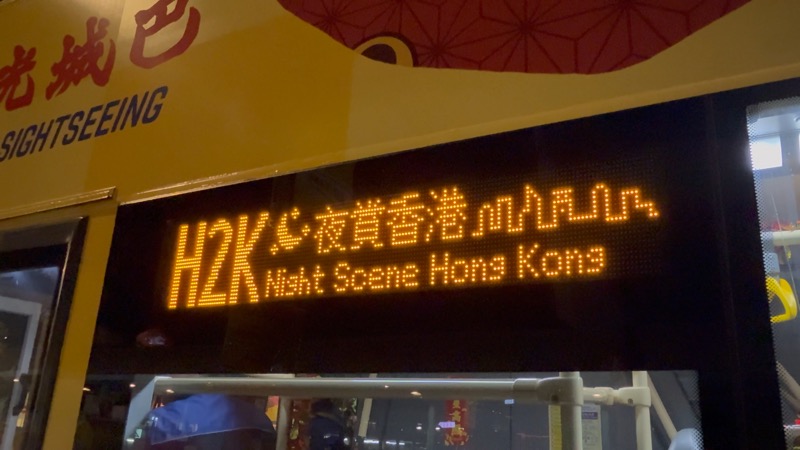 光城巴
SIGHTSEEING
H2K 夜賞香港
Night Scene Hong Kong